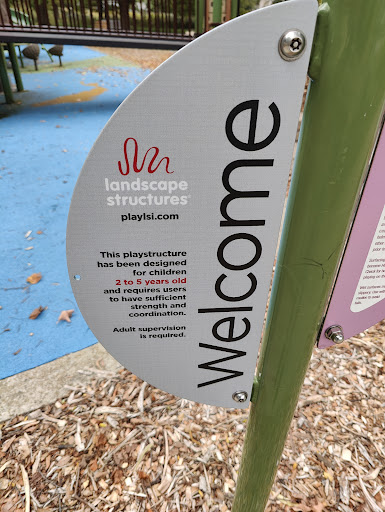 Welcome
landscape
structures®
playlsi.com
This playstructure
has been designed
for children
2 to 5 years old
and requires users
to have sufficient
strength and
coordination.
Adult supervision
is required.